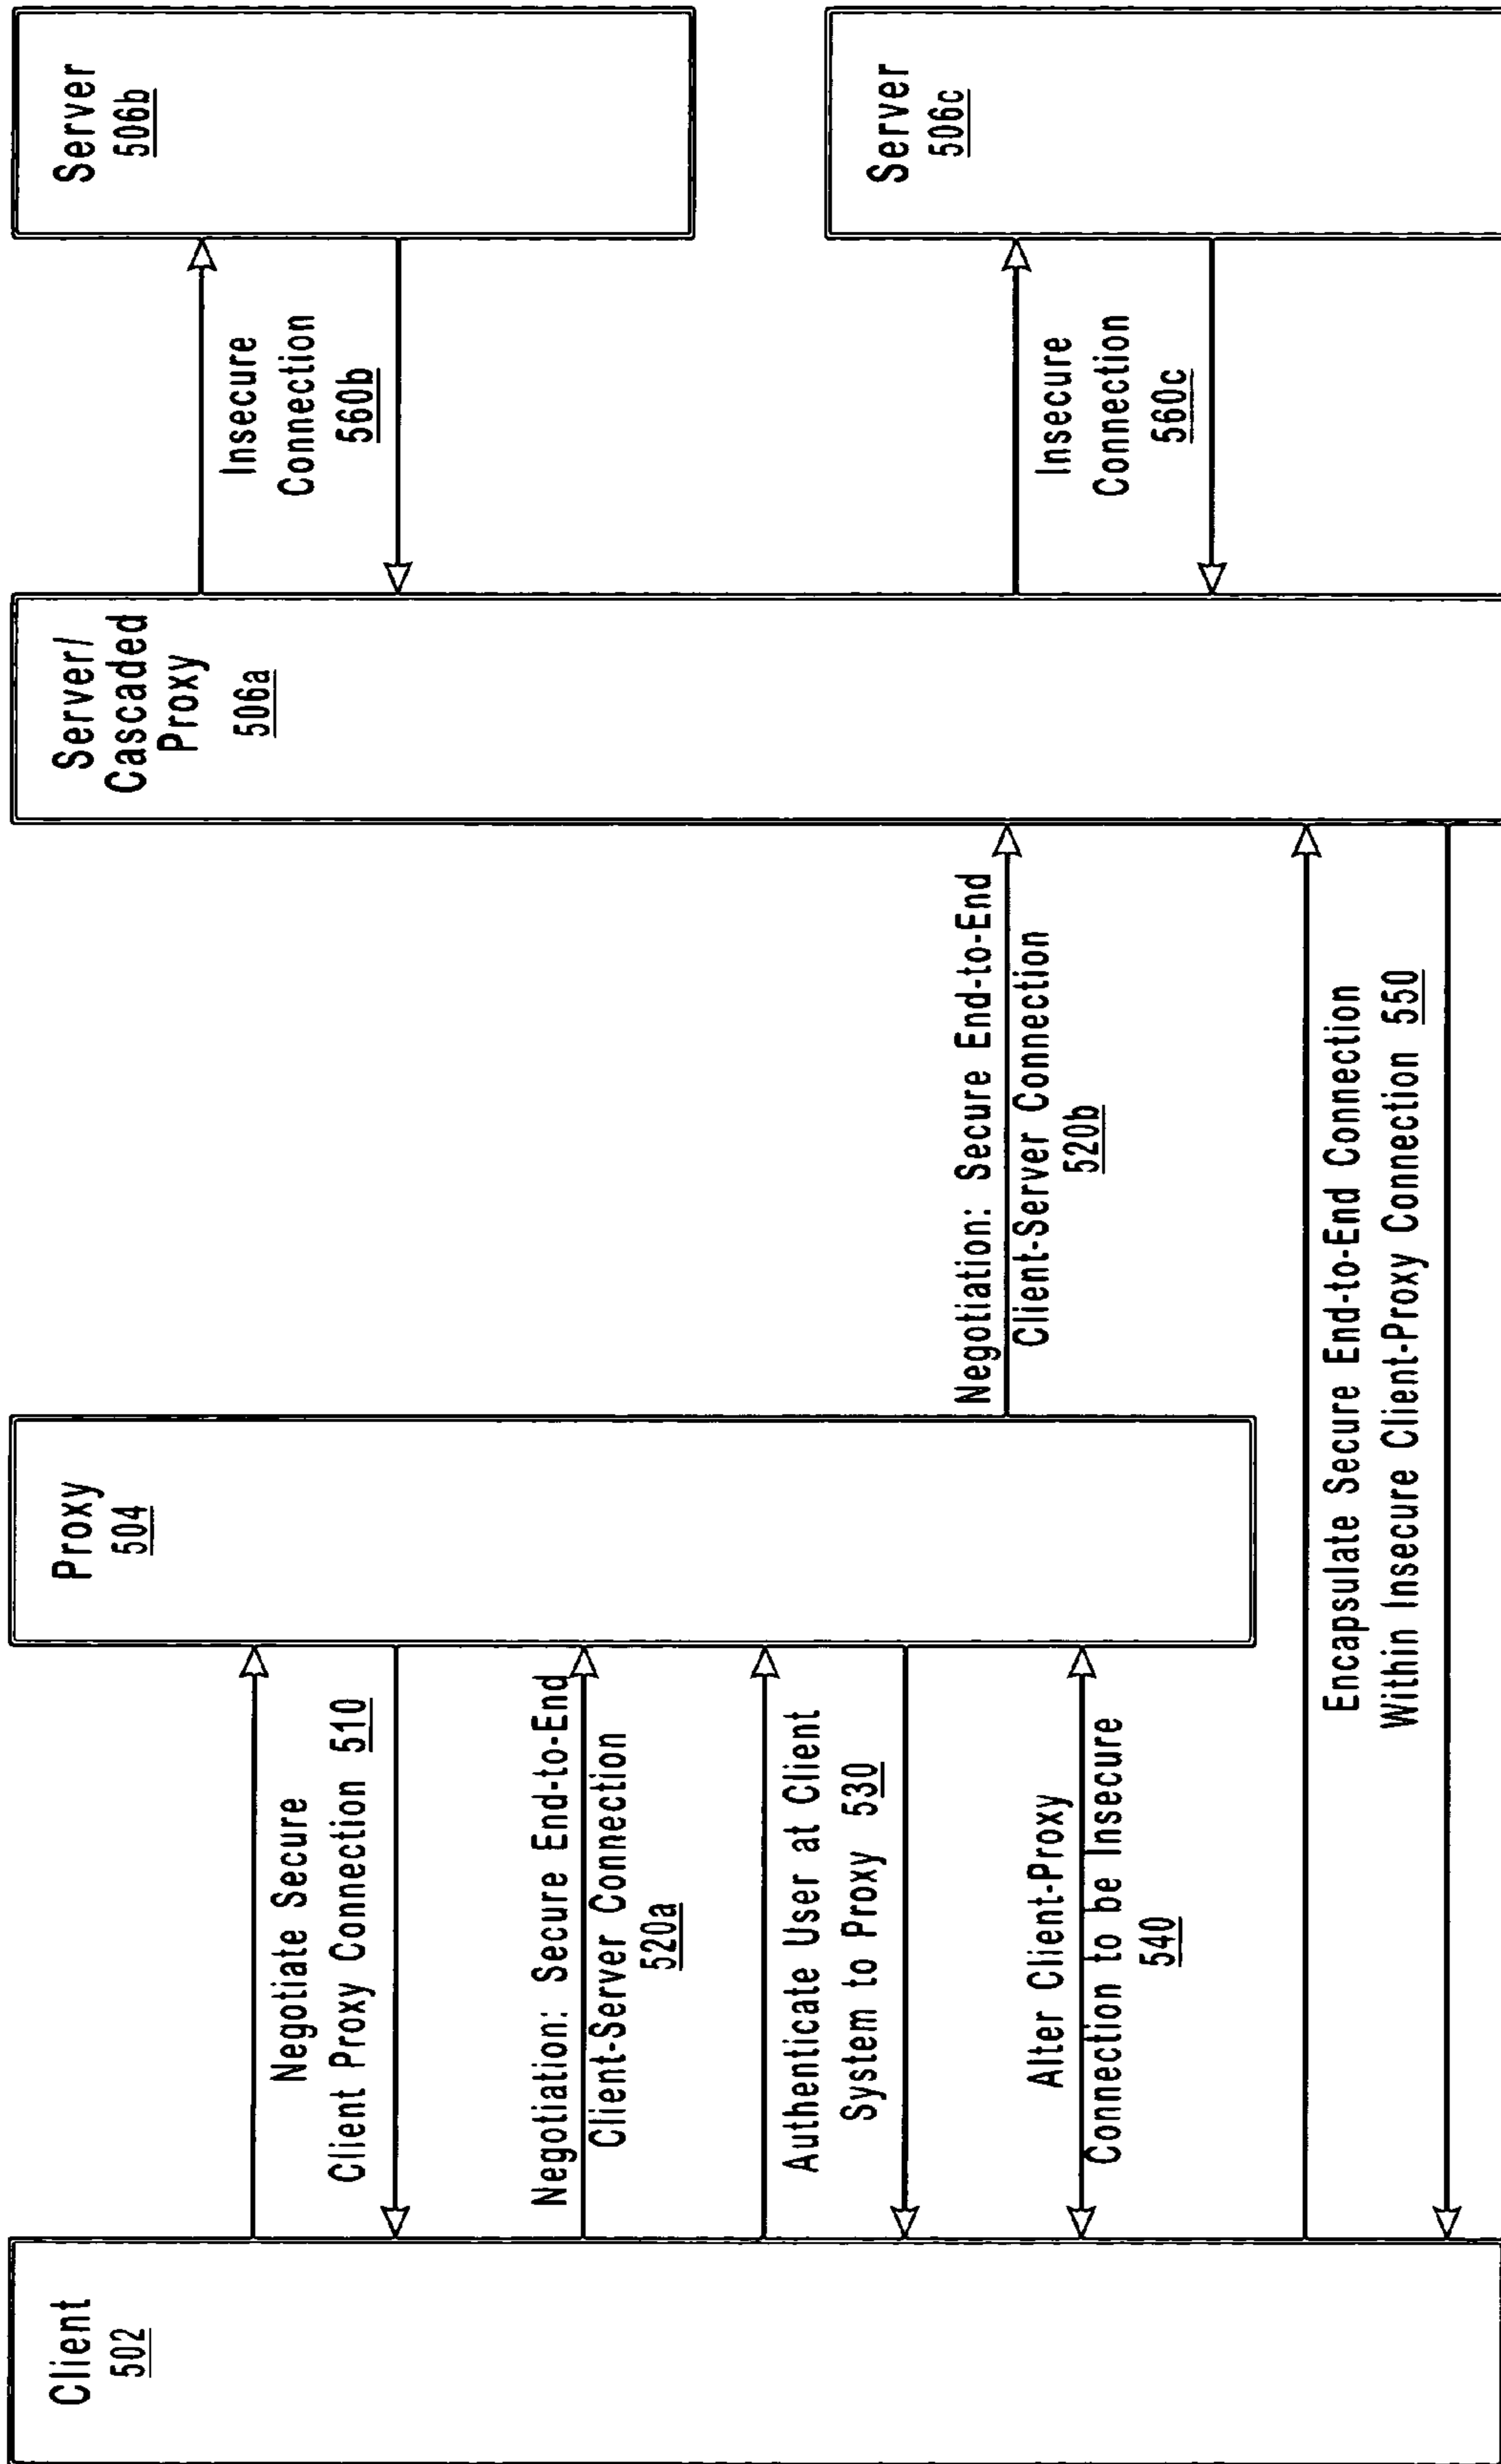 Client
502
Proxy
504
Server/
Cascaded
Proxy
506a
Server
506b
Server
506c
Negotiate Secure
Client Proxy Connection 510
Negotiation: Secure End-to-End
Client-Server Connection
520a
Authenticate User at Client
System to Proxy 530
Alter Client-Proxy
Connection to be Insecure
540
Negotiation: Secure End-to-End
Client-Server Connection
520b
Encapsulate Secure End-to-End Connection
Within Insecure Client-Proxy Connection 550
Insecure
Connection
560b
Insecure
Connection
560c